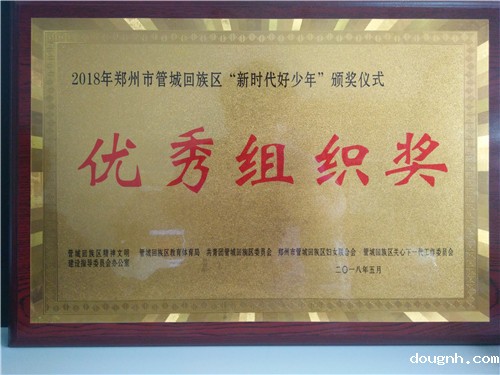 2018年郑州市管城回族区“新时代好少年”颁奖仪式
优秀组织奖
管城回族区精神文明 管城回族区教育体育局 共青团管城回族区委员会 郑州市管城回族区妇女联合会 管城回族区关心下一代工作委员会
建设指导委员会办公室
二〇一八年五月
dougnh.com